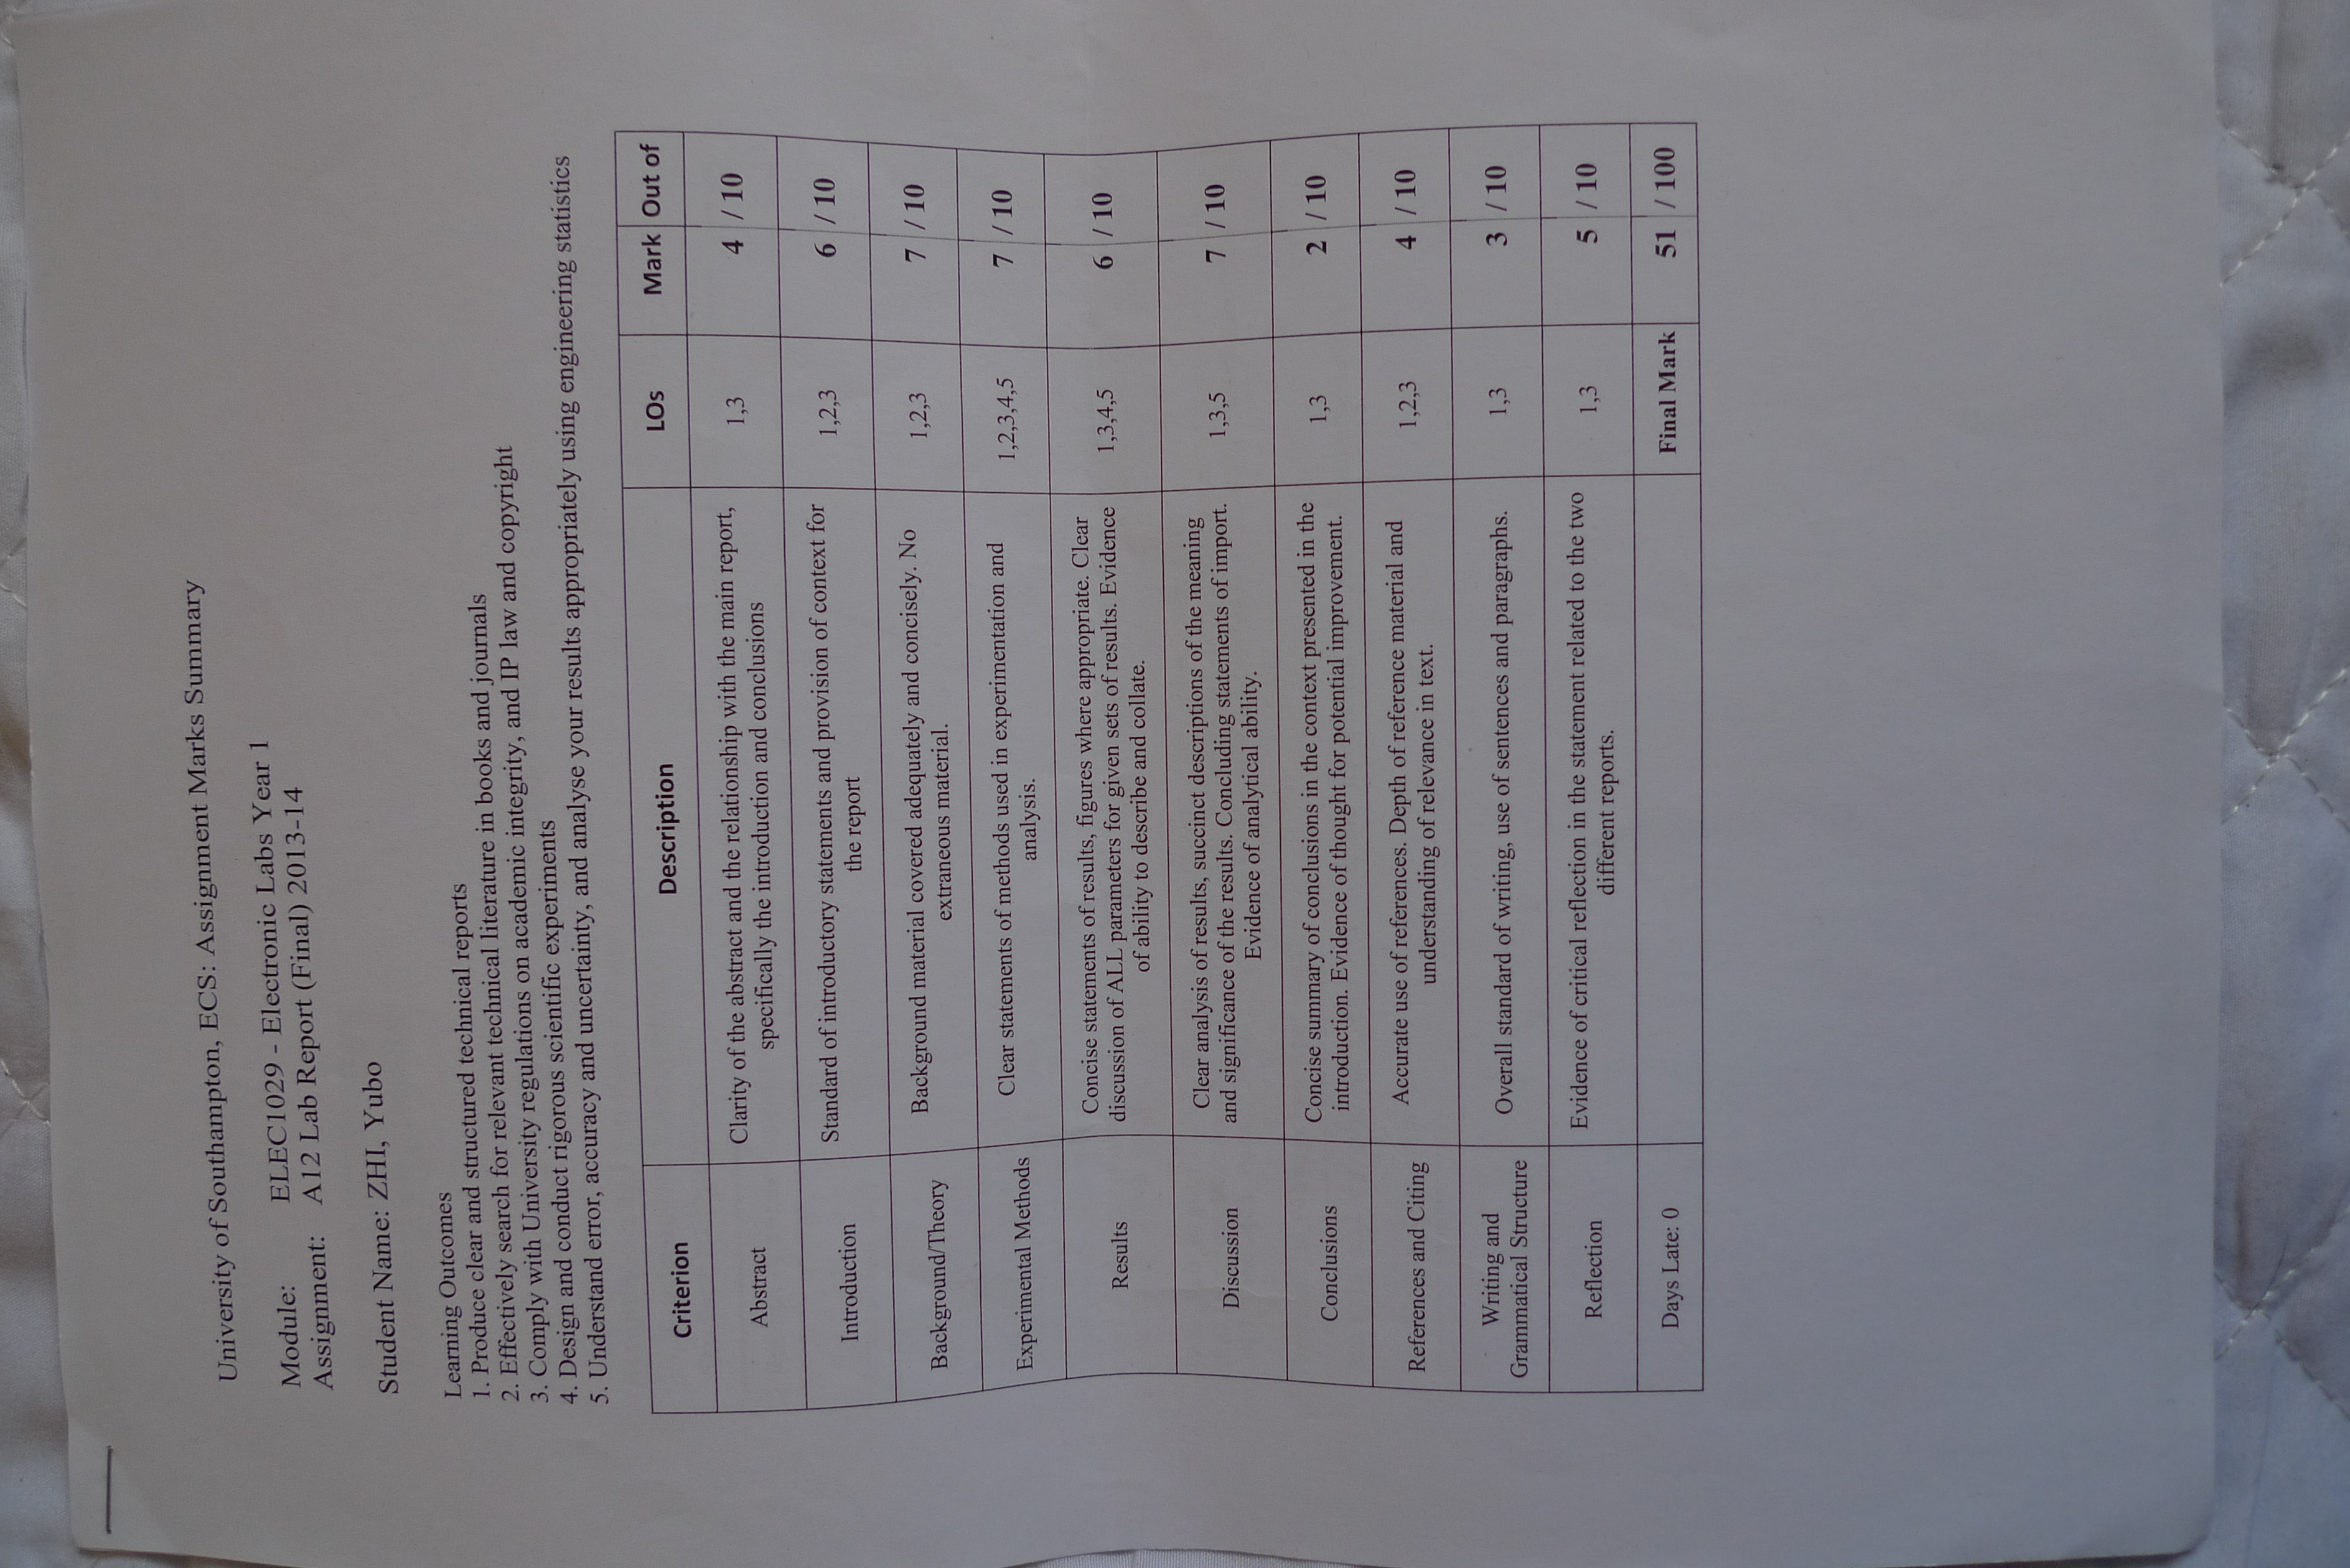 University of Southampton, ECS: Assignment Marks Summary
Module: ELEC1029 - Electronic Labs Year 1
Assignment: A12 Lab Report (Final) 2013-14
Student Name: ZHI, Yubo
Learning Outcomes
1. Produce clear and structured technical reports
2. Effectively search for relevant technical literature in books and journals
3. Comply with University regulations on academic integrity, and IP law and copyright
4. Design and conduct rigorous scientific experiments
5. Understand error, accuracy and uncertainty, and analyse your results appropriately using engineering statistics
Criterion Description LOs Mark Out of
Abstract
Clarity of the abstract and the relationship with the main report,
specifically the introduction and conclusions
1,3 4 / 10
Introduction
Standard of introductory statements and provision of context for
the report
1,2,3 6 / 10
Background/Theory
Background material covered adequately and concisely. No
extraneous material.
1,2,3 7 / 10
Experimental Methods
Clear statements of methods used in experimentation and
analysis.
1,2,3,4,5 7 / 10
Results
Concise statements of results, figures where appropriate. Clear
discussion of ALL parameters for given sets of results. Evidence
of ability to describe and collate.
1,3,4,5 6 / 10
Discussion
Clear analysis of results, succinct descriptions of the meaning
and significance of the results. Concluding statements of import.
Evidence of analytical ability.
1,3,5 7 / 10
Conclusions
Concise summary of conclusions in the context presented in the
introduction. Evidence of thought for potential improvement.
1,3 2 / 10
References and Citing
Accurate use of references. Depth of reference material and
understanding of relevance in text.
1,2,3 4 / 10
Writing and
Grammatical Structure
Overall standard of writing, use of sentences and paragraphs.
1,3 3 / 10
Reflection
Evidence of critical reflection in the statement related to the two
different reports.
1,3 5 / 10
Days Late: 0 Final Mark 51 / 100